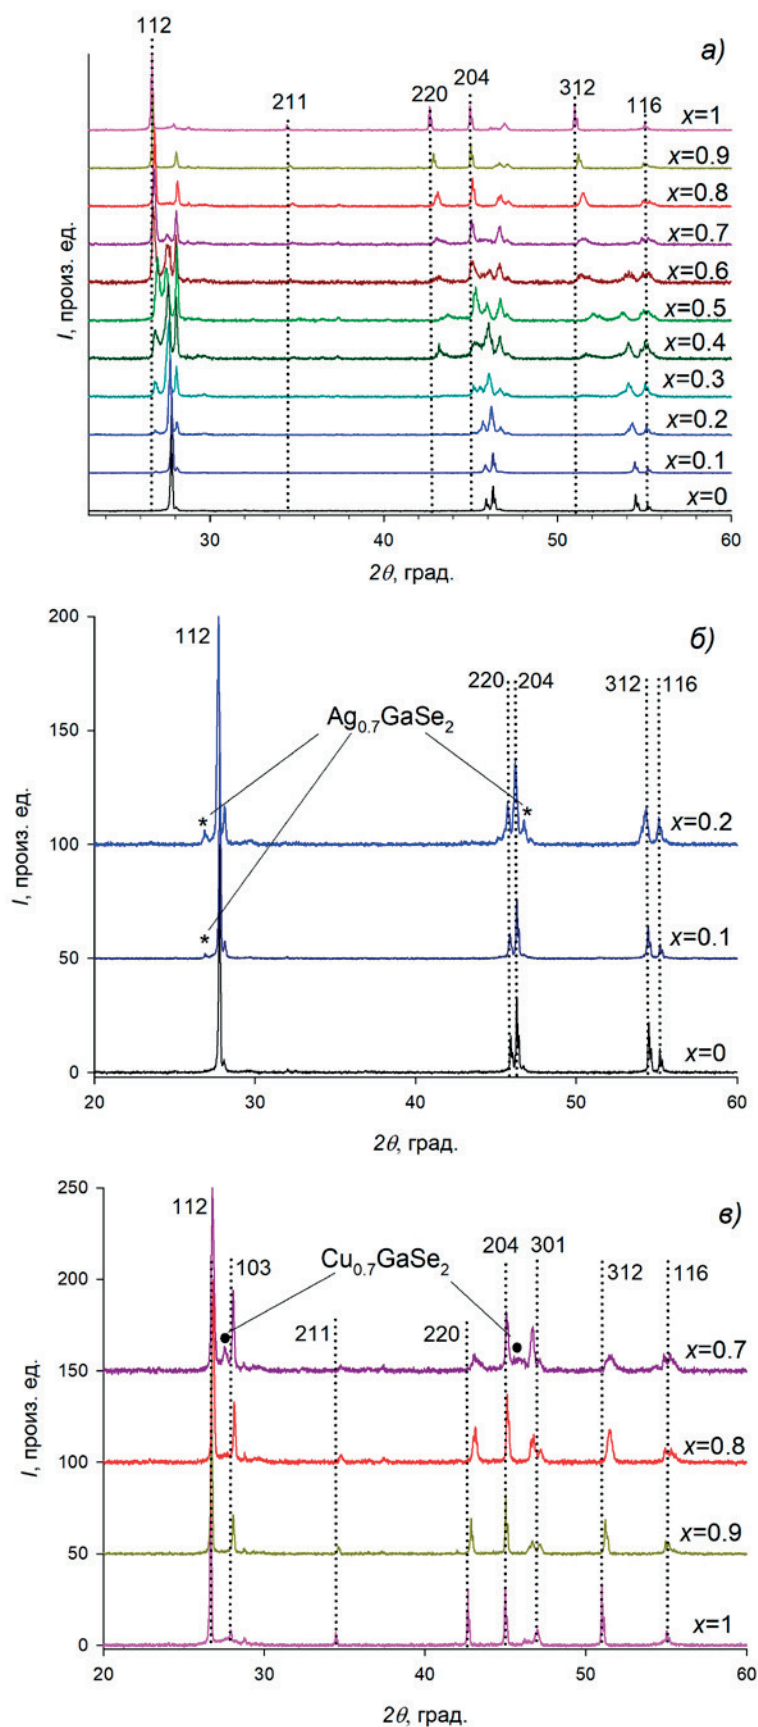 112
а)
211
220
204
312
116
x=1
x=0.9
x=0.8
x=0.7
x=0.6
x=0.5
x=0.4
x=0.3
x=0.2
x=0.1
x=0
I, произ. ед.
30
40
50
60
2θ, град.
200
112
б)
220
204
312
116
Ag0.7GaSe2
150
*
*
100
x=0.2
*
50
x=0.1
0
x=0
I, произ. ед.
20
30
40
50
60
2θ, град.
250
112
в)
103
Cu0.7GaSe2
204
301
312
116
200
211
220
x=0.7
150
x=0.8
100
x=0.9
50
x=1
0
I, произ. ед.
20
30
40
50
60
2θ, град.